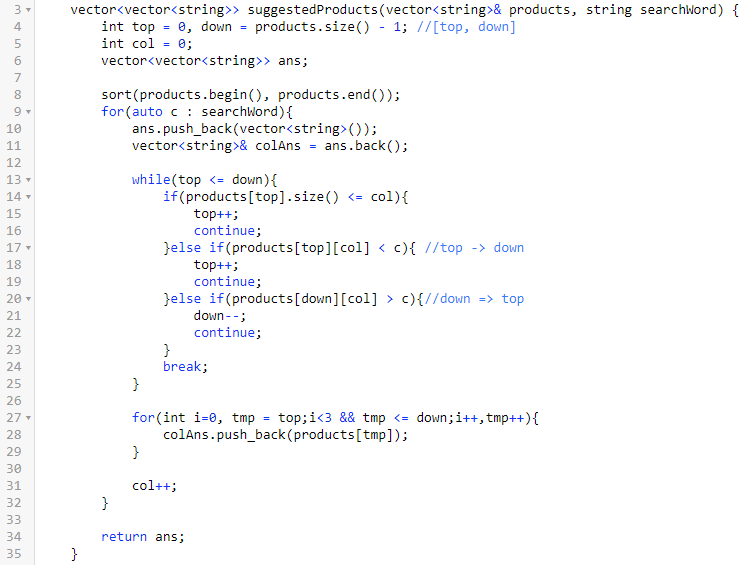 3 vector<vector<string>> suggestedProducts(vector<string>& products, string searchWord) {
4 int top = 0, down = products.size() - 1; //[top, down]
5 int col = 0;
6 vector<vector<string>> ans;
7
8 sort(products.begin(), products.end());
9 for(auto c : searchWord){
10 ans.push_back(vector<string>());
11 vector<string>& colAns = ans.back();
12
13 while(top <= down){
14 if(products[top].size() <= col){
15 top++;
16 continue;
17 }else if(products[top][col] < c){ //top -> down
18 top++;
19 continue;
20 }else if(products[down][col] > c){//down => top
21 down--;
22 continue;
23 }
24 break;
25 }
26
27 for(int i=0, tmp = top;i<3 && tmp <= down;i++,tmp++){
28 colAns.push_back(products[tmp]);
29 }
30
31 col++;
32 }
33
34 return ans;
35 }